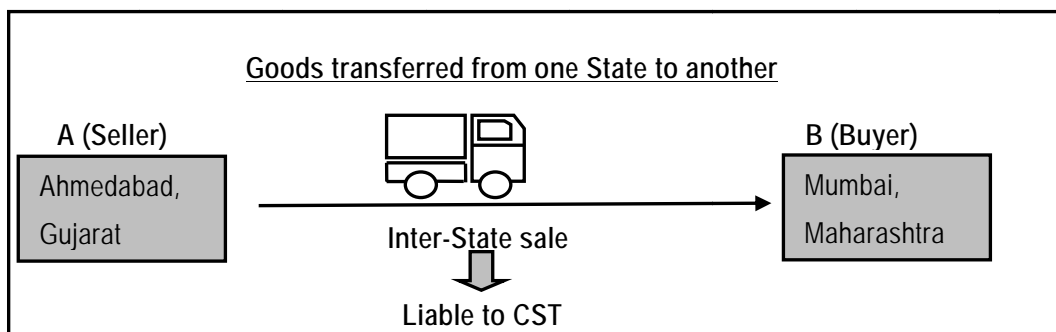 Goods transferred from one State to another
A (Seller)
B (Buyer)
Ahmedabad,
Gujarat
Mumbai,
Maharashtra
Inter-State sale
Liable to CST